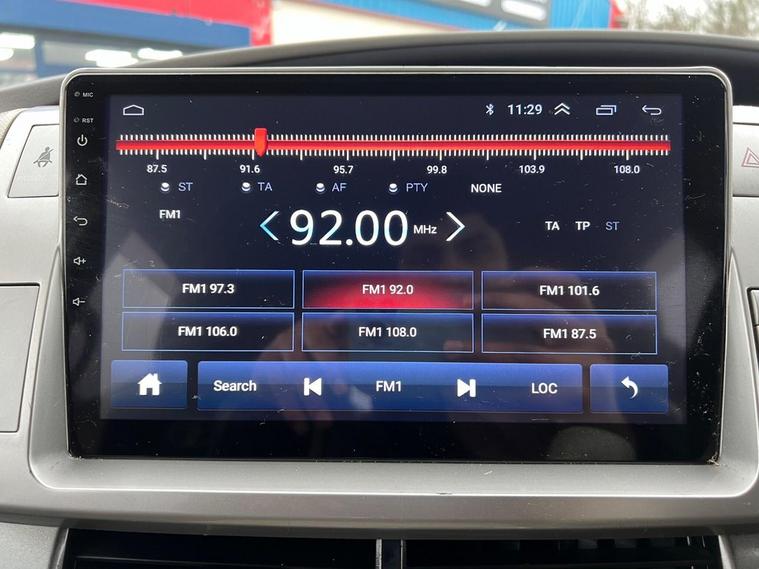 MIC
11:29
RST
87.5 91.6 95.7 99.8 103.9 108.0
ST TA AF PTY NONE
FM1
92.00 MHz
TA TP ST
FM1 97.3 FM1 92.0 FM1 101.6
FM1 106.0 FM1 108.0 FM1 87.5
Search FM1 LOC